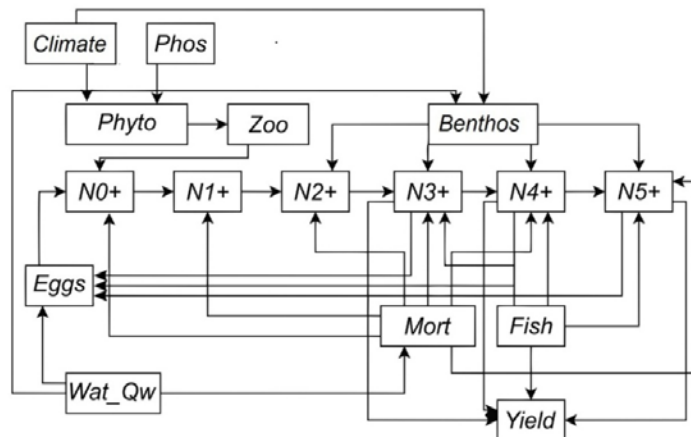 Climate
Phos
Phyto
Zoo
Benthos
N0+
N1+
N2+
N3+
N4+
N5+
Eggs
Mort
Fish
Wat_Qw
Yield